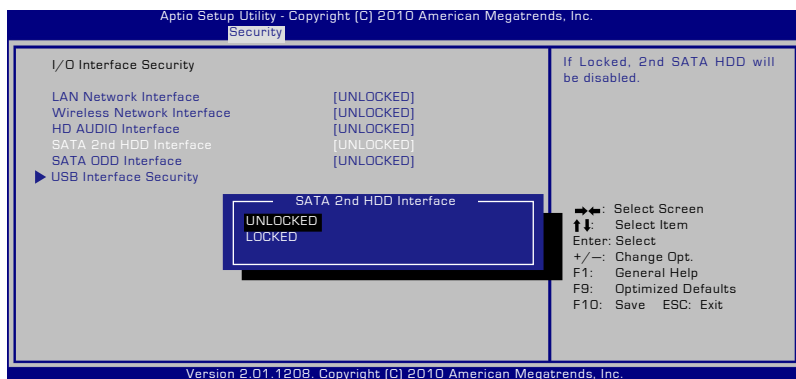 Aptio Setup Utility - Copyright (C) 2010 American Megatrends, Inc.
Security
I/O Interface Security
LAN Network Interface [UNLOCKED]
Wireless Network Interface [UNLOCKED]
HD AUDIO Interface [UNLOCKED]
SATA 2nd HDD Interface [UNLOCKED]
SATA ODD Interface [UNLOCKED]
USB Interface Security
SATA 2nd HDD Interface
UNLOCKED
LOCKED
If Locked, 2nd SATA HDD will
be disabled.
→←: Select Screen
↑↓: Select Item
Enter: Select
+/—: Change Opt.
F1: General Help
F9: Optimized Defaults
F10: Save ESC: Exit
Version 2.01.1208. Copyright (C) 2010 American Megatrends, Inc.